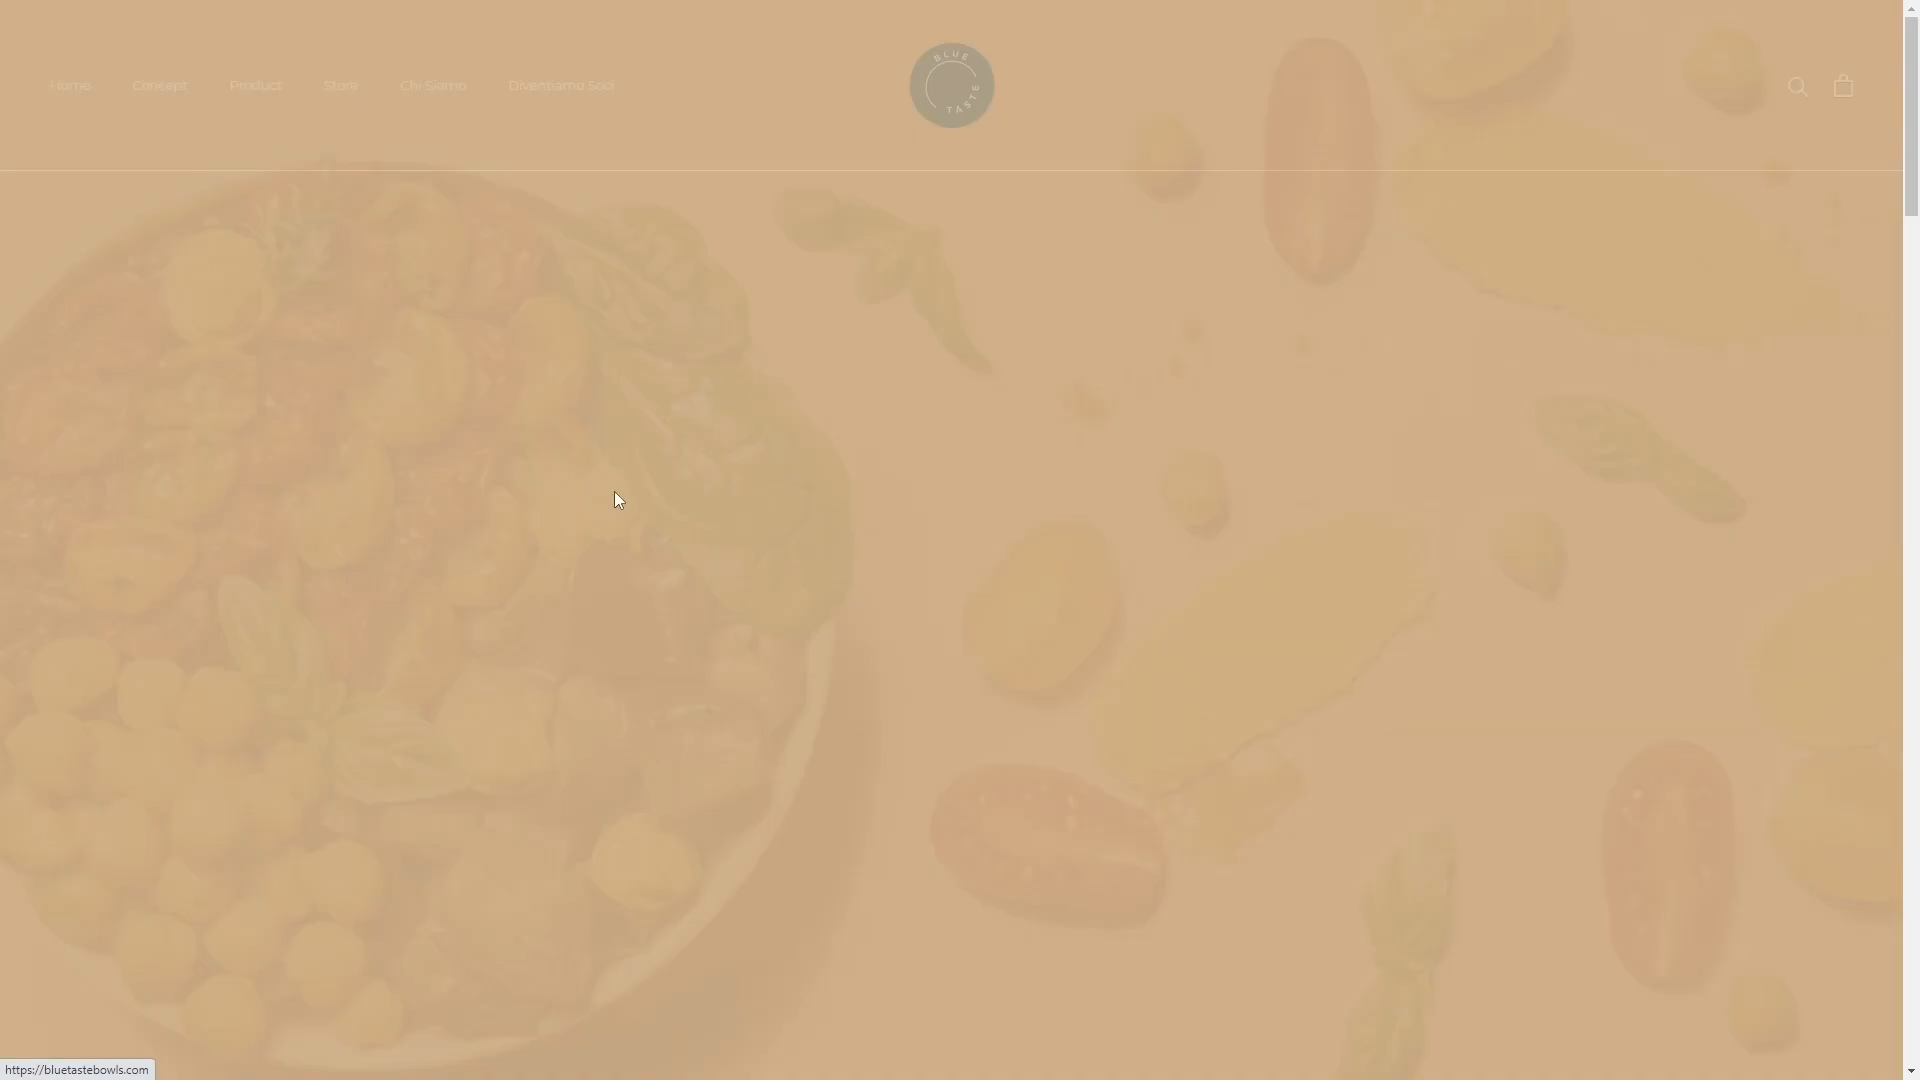 Home Concept Product Store Chi Siamo Diventiamo Soci
BLUE
TASTE
https://bluetastebowls.com